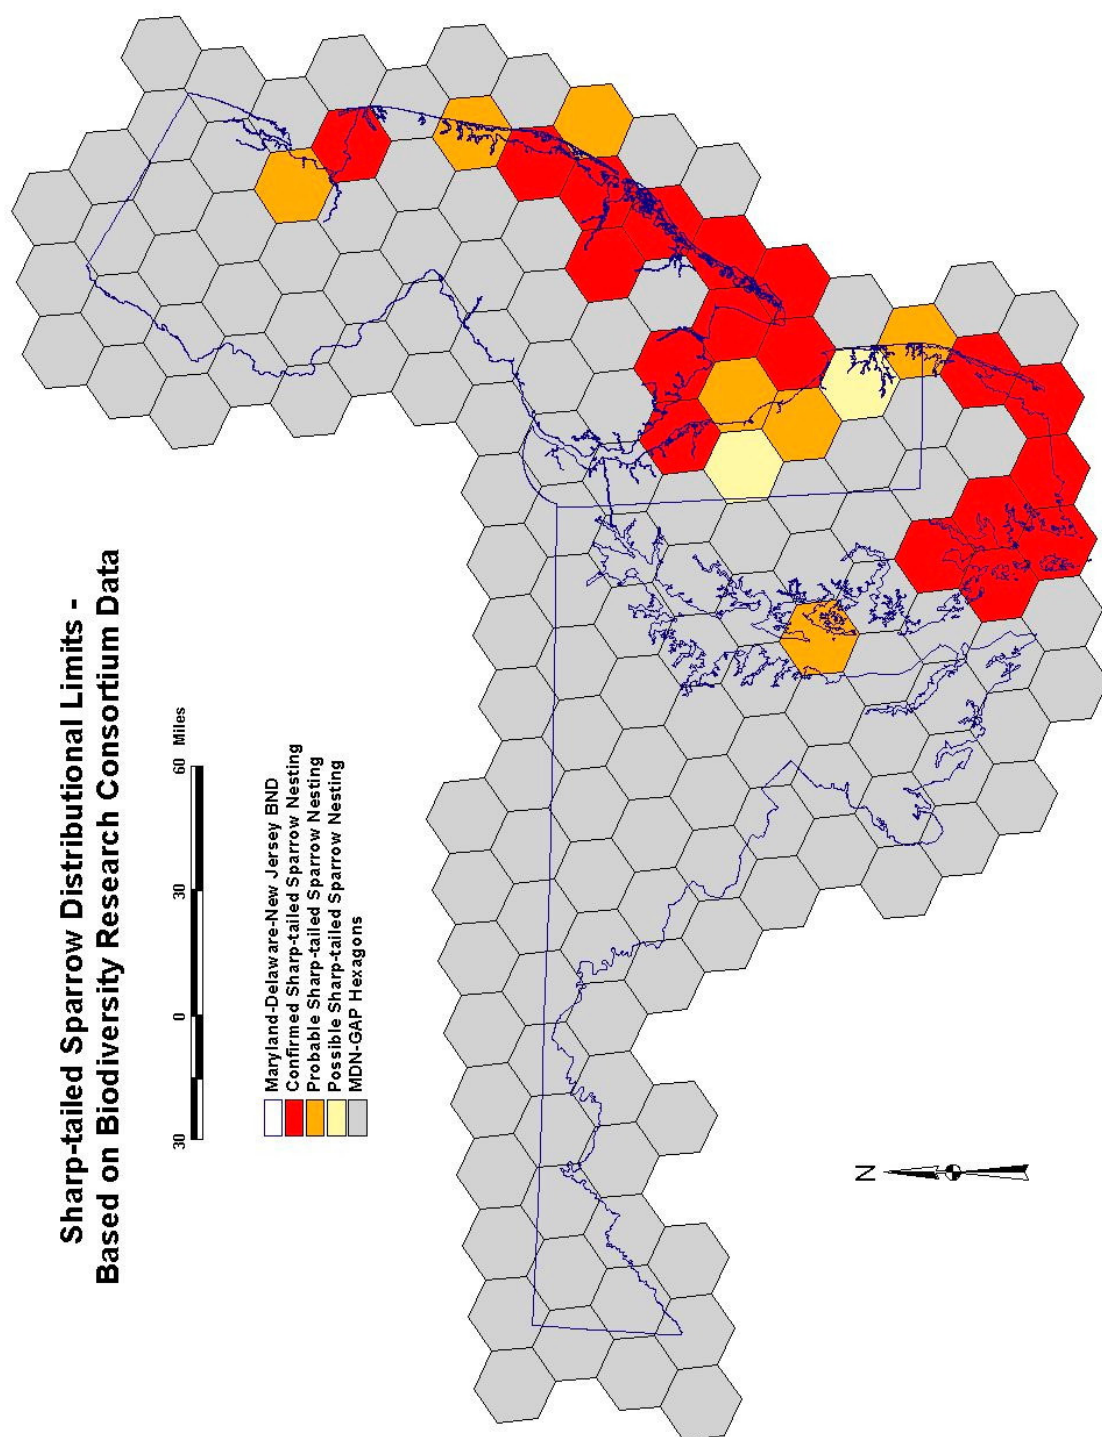 Sharp-tailed Sparrow Distributional Limits -
Based on Biodiversity Research Consortium Data
30 0 30 60 Miles
Maryland-Delaware-New Jersey BND
Confirmed Sharp-tailed Sparrow Nesting
Probable Sharp-tailed Sparrow Nesting
Possible Sharp-tailed Sparrow Nesting
MDN-GAP Hexagons
N